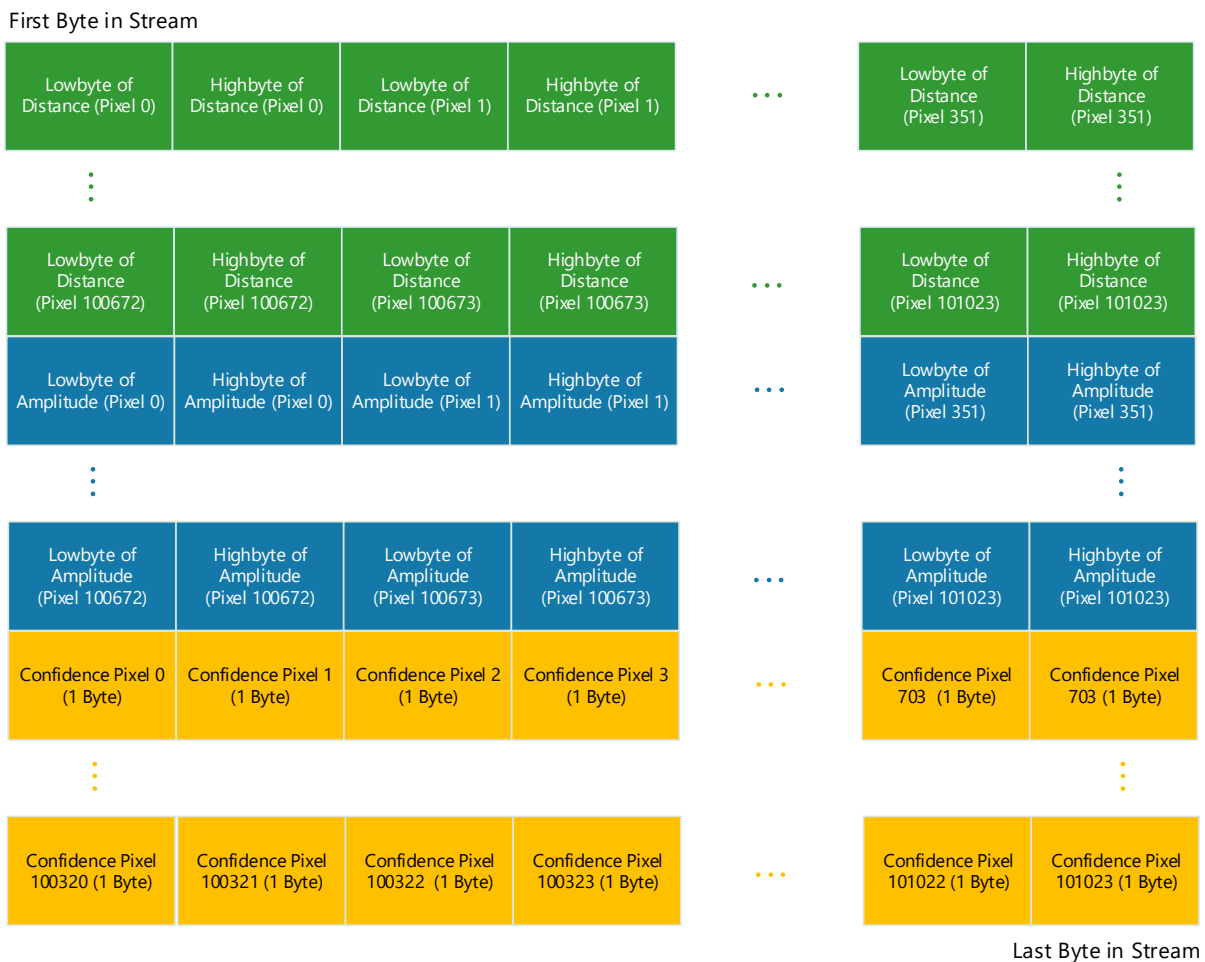 First Byte in Stream
Lowbyte of
Distance (Pixel 0)
Highbyte of
Distance (Pixel 0)
Lowbyte of
Distance (Pixel 1)
Highbyte of
Distance (Pixel 1)
Lowbyte of
Distance
(Pixel 351)
Highbyte of
Distance
(Pixel 351)
Lowbyte of
Distance
(Pixel 100672)
Highbyte of
Distance
(Pixel 100672)
Lowbyte of
Distance
(Pixel 100673)
Highbyte of
Distance
(Pixel 100673)
Lowbyte of
Distance
(Pixel 101023)
Highbyte of
Distance
(Pixel 101023)
Lowbyte of
Amplitude (Pixel 0)
Highbyte of
Amplitude (Pixel 0)
Lowbyte of
Amplitude (Pixel 1)
Highbyte of
Amplitude (Pixel 1)
Lowbyte of
Amplitude
(Pixel 351)
Highbyte of
Amplitude
(Pixel 351)
Lowbyte of
Amplitude
(Pixel 100672)
Highbyte of
Amplitude
(Pixel 100672)
Lowbyte of
Amplitude
(Pixel 100673)
Highbyte of
Amplitude
(Pixel 100673)
Lowbyte of
Amplitude
(Pixel 101023)
Highbyte of
Amplitude
(Pixel 101023)
Confidence Pixel 0
(1 Byte)
Confidence Pixel 1
(1 Byte)
Confidence Pixel 2
(1 Byte)
Confidence Pixel 3
(1 Byte)
Confidence Pixel
703 (1 Byte)
Confidence Pixel
703 (1 Byte)
Confidence Pixel
100320 (1 Byte)
Confidence Pixel
100321 (1 Byte)
Confidence Pixel
100322 (1 Byte)
Confidence Pixel
100323 (1 Byte)
Confidence Pixel
101022 (1 Byte)
Confidence Pixel
101023 (1 Byte)
Last Byte in Stream